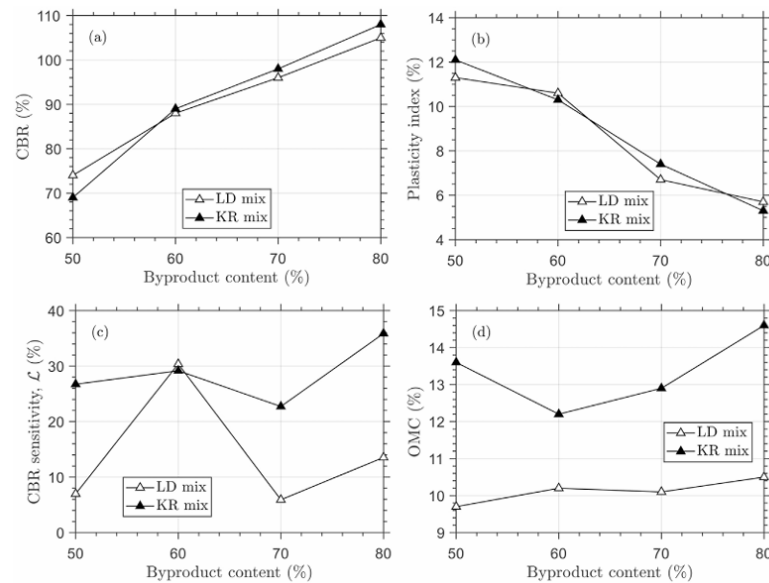 110
100
90
80
70
60
CBR (%)
(a)
LD mix
KR mix
50
60
70
80
Byproduct content (%)
14
12
10
8
6
4
Plasticity index (%)
(b)
LD mix
KR mix
50
60
70
80
Byproduct content (%)
40
30
20
10
0
CBR sensitivity, ℒ (%)
(c)
LD mix
KR mix
50
60
70
80
Byproduct content (%)
15
14
13
12
11
10
9
OMC (%)
(d)
LD mix
KR mix
50
60
70
80
Byproduct content (%)